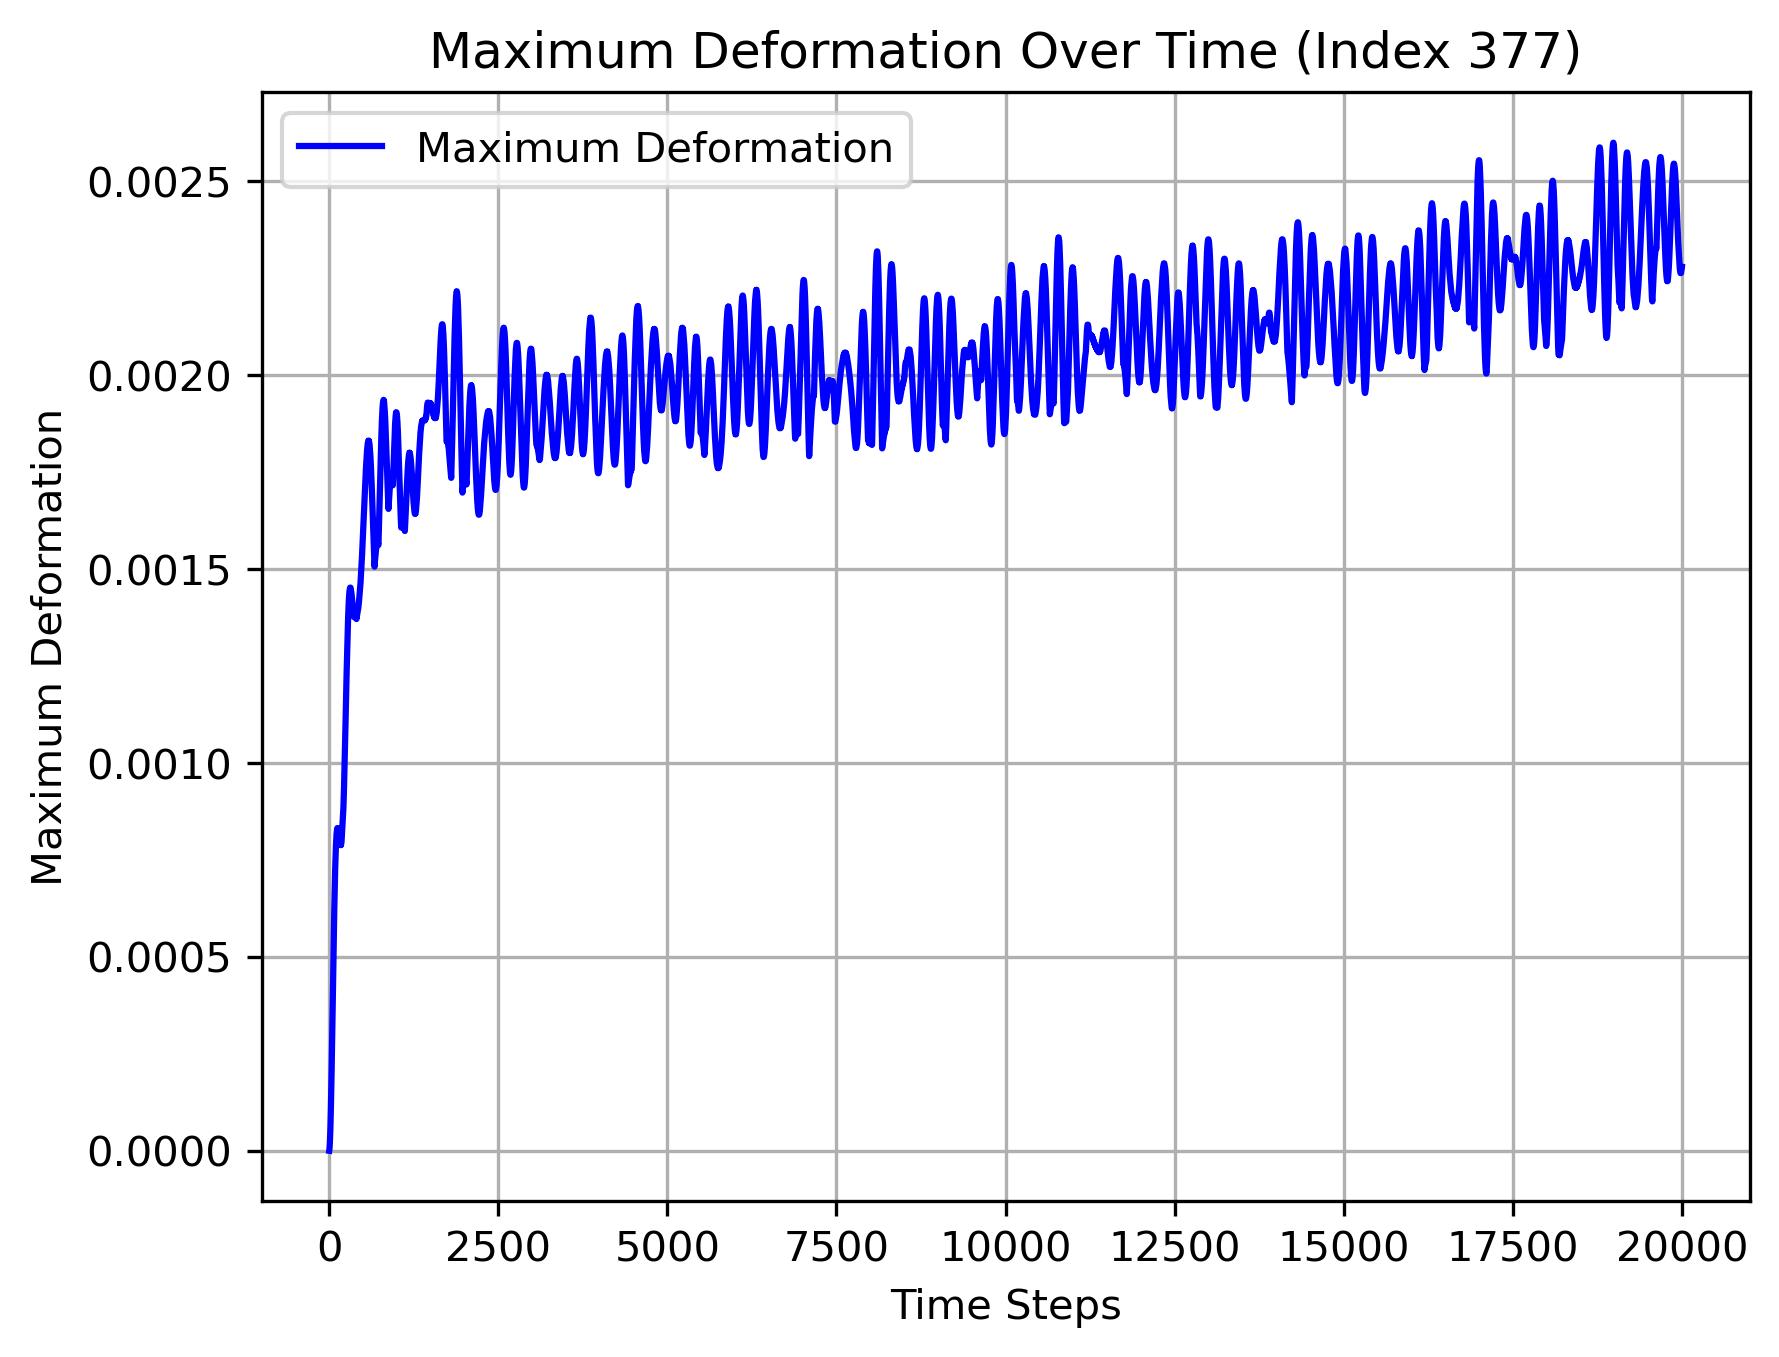 Maximum Deformation Over Time (Index 377)
Maximum Deformation
0.0025
0.0020
0.0015
0.0010
0.0005
0.0000
Maximum Deformation
0 2500 5000 7500 10000 12500 15000 17500 20000
Time Steps